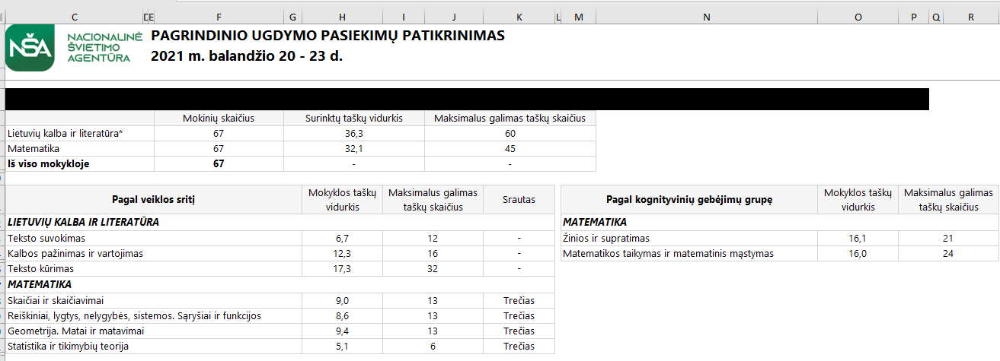 C D E F G H I J K L M N O P Q R
NŠA
NACIONALINĖ
ŠVIETIMO
AGENTŪRA
PAGRINDINIO UGDYMO PASIEKIMŲ PATIKRINIMAS
2021 m. balandžio 20 - 23 d.
Mokinių skaičius Surinktų taškų vidurkis Maksimalus galimas taškų skaičius
Lietuvių kalba ir literatūra* 67 36,3 60
Matematika 67 32,1 45
Iš viso mokykloje 67 - -
Pagal veiklos sritį Mokyklos taškų vidurkis Maksimalus galimas taškų skaičius Srautas
LIETUVIŲ KALBA IR LITERATŪRA
Teksto suvokimas 6,7 12 -
Kalbos pažinimas ir vartojimas 12,3 16 -
Teksto kūrimas 17,3 32 -
MATEMATIKA
Skaičiai ir skaičiavimai 9,0 13 Trečias
Reiškiniai, lygtys, nelygybės, sistemos. Sąryšiai ir funkcijos 8,6 13 Trečias
Geometrija. Matai ir matavimai 9,4 13 Trečias
Statistika ir tikimybių teorija 5,1 6 Trečias
Pagal kognityvinių gebėjimų grupę Mokyklos taškų vidurkis Maksimalus galimas taškų skaičius
MATEMATIKA
Žinios ir supratimas 16,1 21
Matematikos taikymas ir matematinis mąstymas 16,0 24